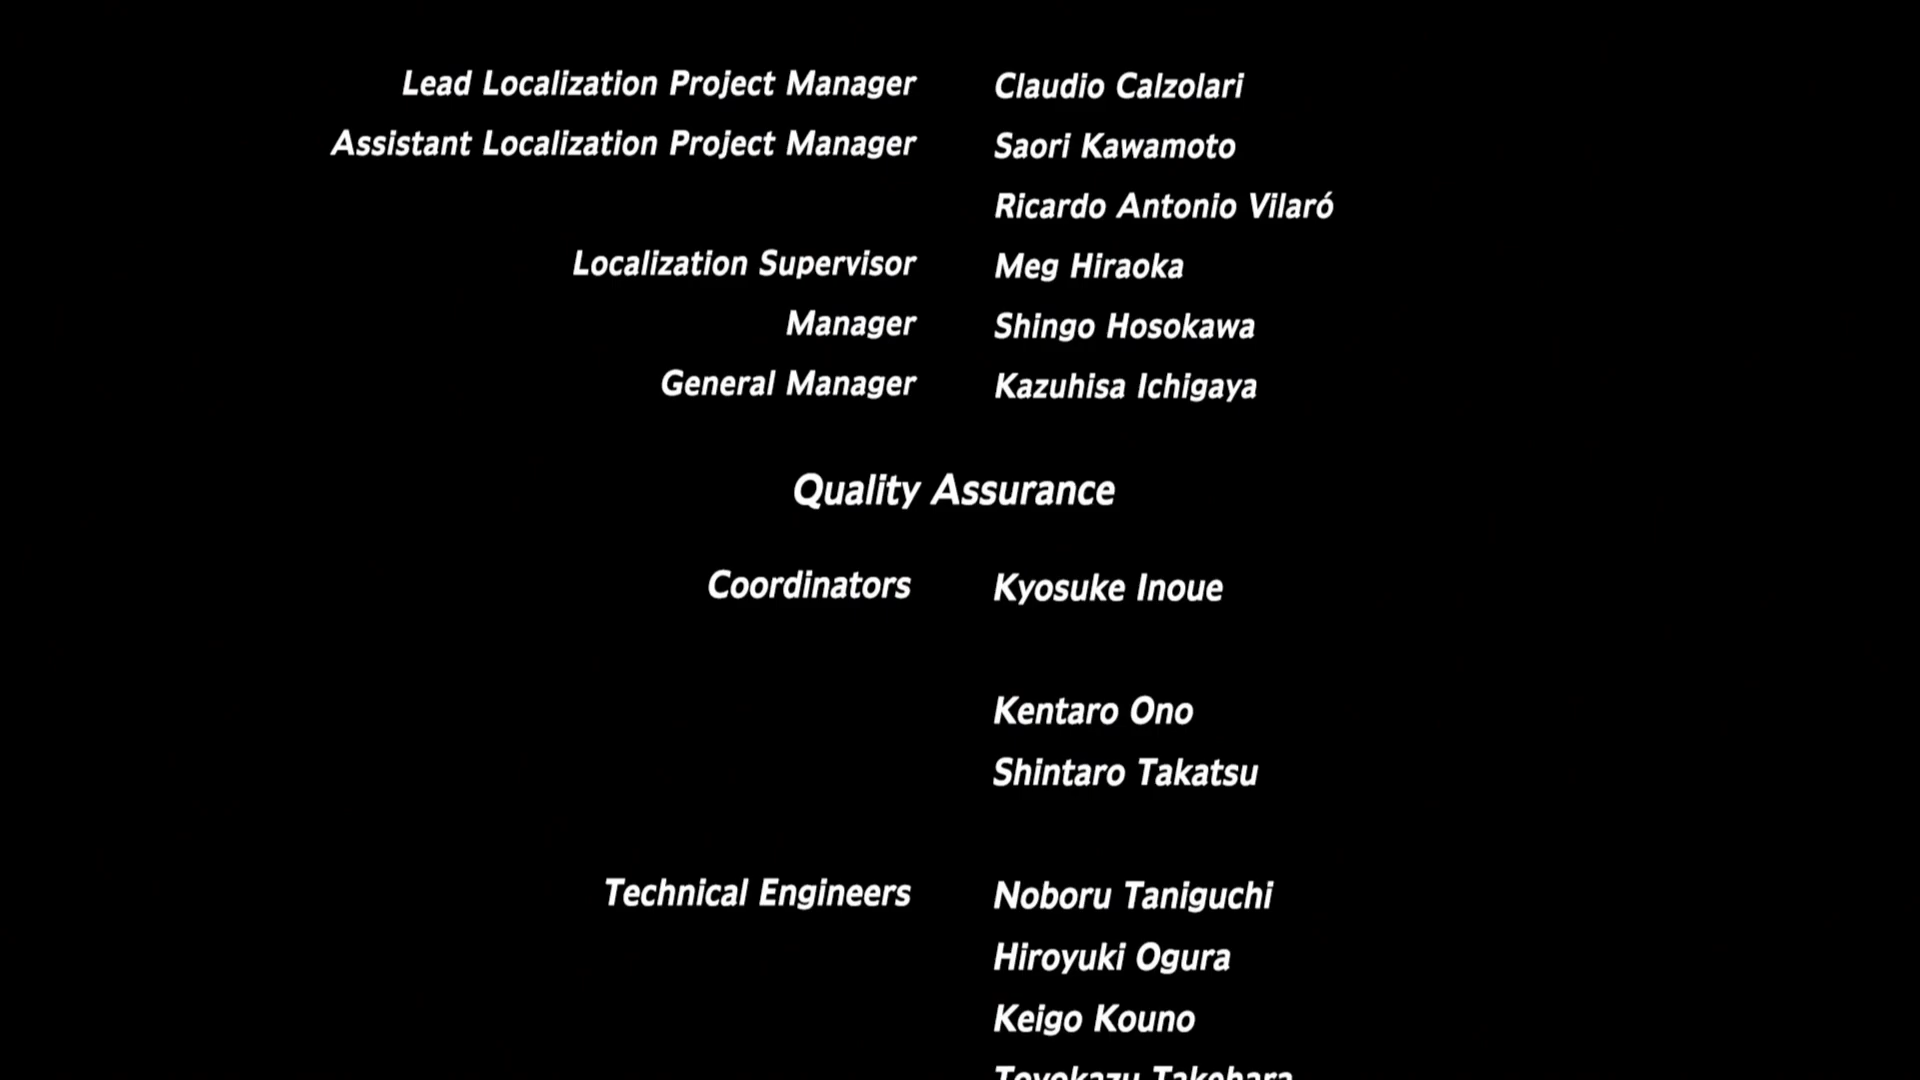 Lead Localization Project Manager Claudio Calzolari
Assistant Localization Project Manager Saori Kawamoto
Ricardo Antonio Vilaró
Localization Supervisor Meg Hiraoka
Manager Shingo Hosokawa
General Manager Kazuhisa Ichigaya
Quality Assurance
Coordinators Kyosuke Inoue
Kentaro Ono
Shintaro Takatsu
Technical Engineers Noboru Taniguchi
Hiroyuki Ogura
Keigo Kouno
Toyokazu Takehara